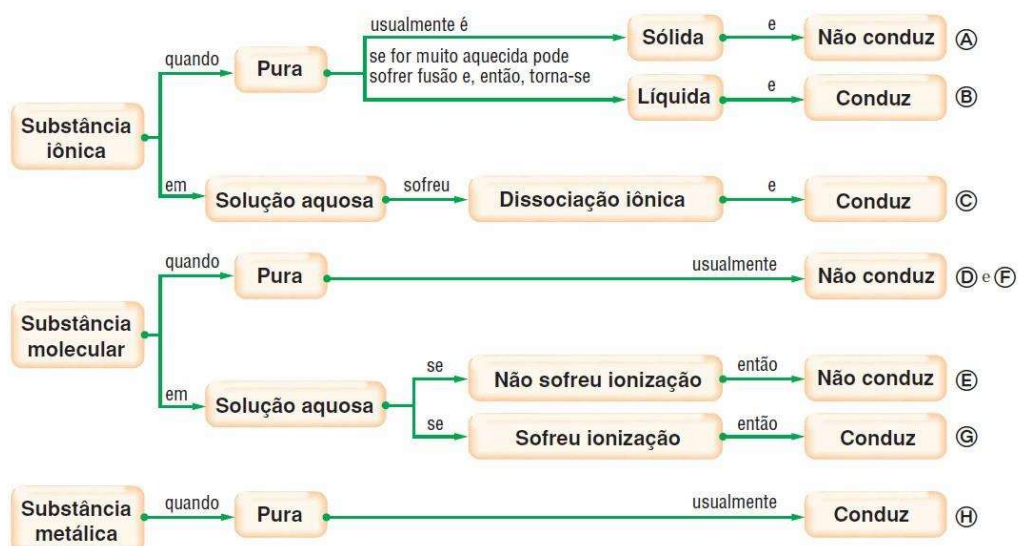 usualmente é
Sólida
e
Não conduz
Ⓐ
quando
Pura
se for muito aquecida pode
sofrer fusão e, então, torna-se
Líquida
e
Conduz
Ⓑ
Substância
iônica
em
Solução aquosa
sofreu
Dissociação iônica
e
Conduz
Ⓒ
quando
Pura
usualmente
Não conduz
Ⓓ e Ⓕ
Substância
molecular
se
Não sofreu ionização
então
Não conduz
Ⓔ
em
Solução aquosa
se
Sofreu ionização
então
Conduz
Ⓖ
Substância
metálica
quando
Pura
usualmente
Conduz
Ⓗ